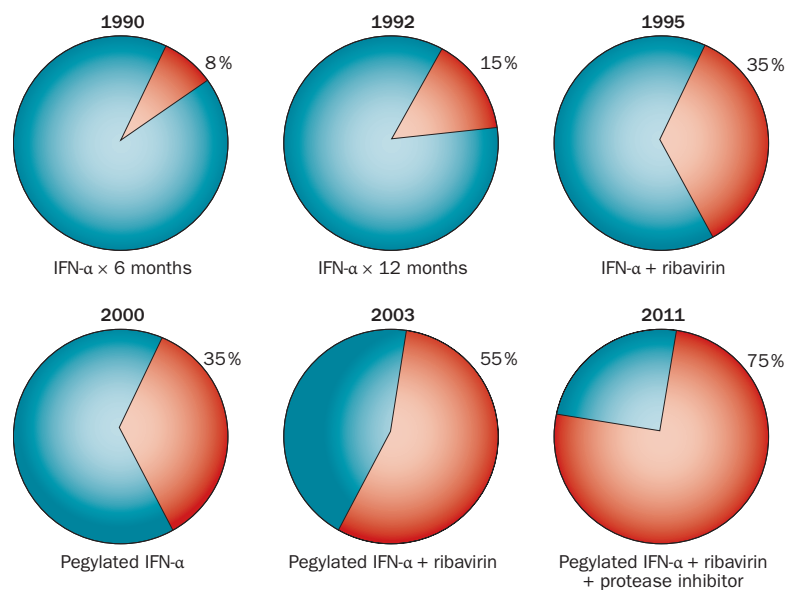 1990
8%
IFN-α × 6 months
1992
15%
IFN-α × 12 months
1995
35%
IFN-α + ribavirin
2000
35%
Pegylated IFN-α
2003
55%
Pegylated IFN-α + ribavirin
2011
75%
Pegylated IFN-α + ribavirin
+ protease inhibitor